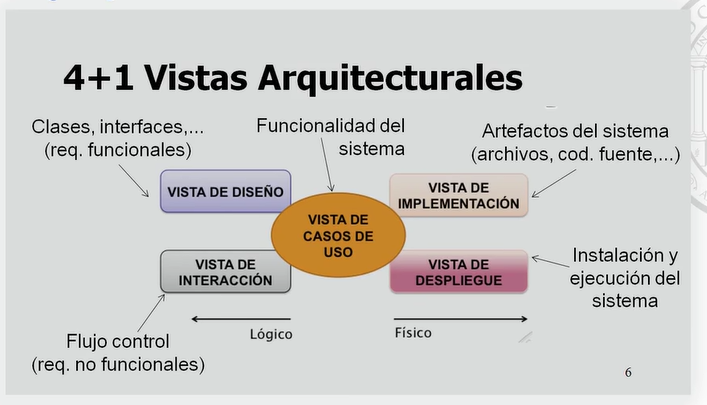 4+1 Vistas Arquitecturales
Clases, interfaces,...
(req. funcionales)
Funcionalidad del
sistema
Artefactos del sistema
(archivos, cod. fuente,...)
VISTA DE DISEÑO
VISTA DE
IMPLEMENTACIÓN
VISTA DE
CASOS DE
USO
VISTA DE
INTERACCIÓN
VISTA DE
DESPLIEGUE
Instalación y
ejecución del
sistema
Lógico
Físico
Flujo control
(req. no funcionales)
6